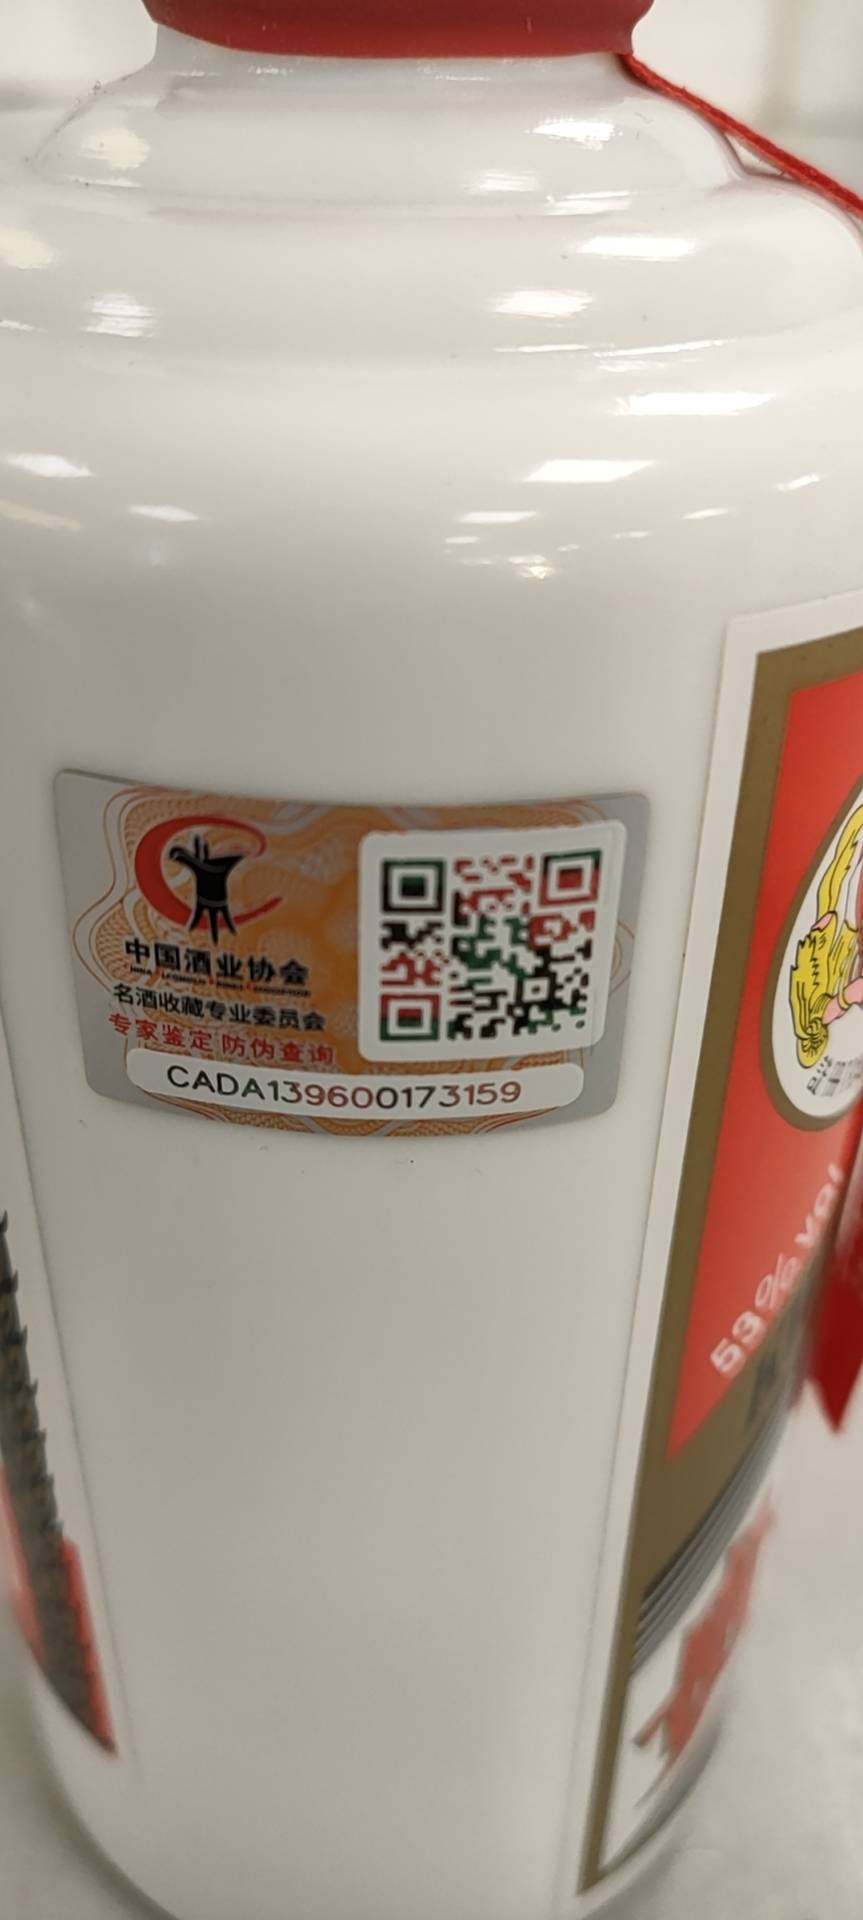 中国酒业协会
名酒收藏专业委员会
专家鉴定 防伪查询
CADA139600173159
53% vol